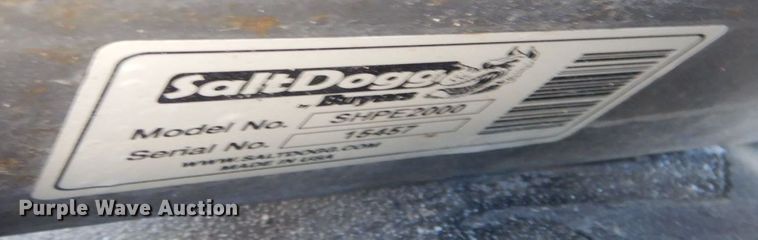 SaltDogg
by Buyers
Model No. SHPE2000
Serial No. 15457
WWW.SALTDOGG.COM
MADE IN USA
Purple Wave Auction